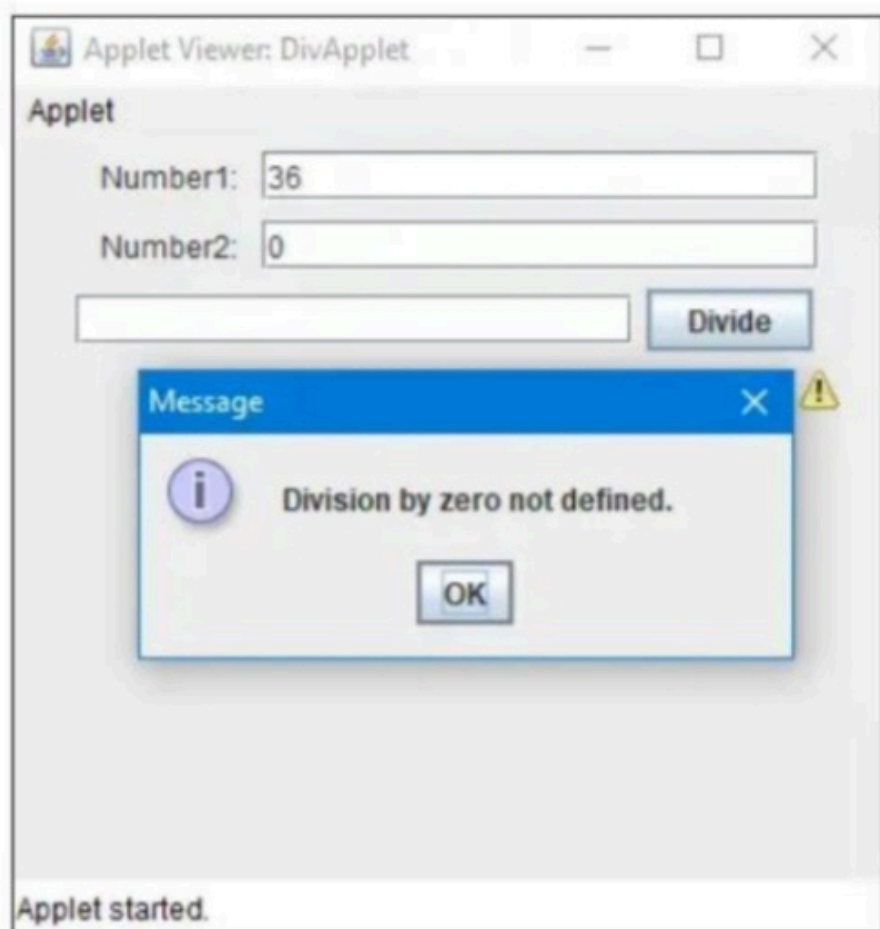 Applet Viewer: DivApplet
Applet
Number1: 36
Number2: 0
Divide
Message
Division by zero not defined.
OK
Applet started.